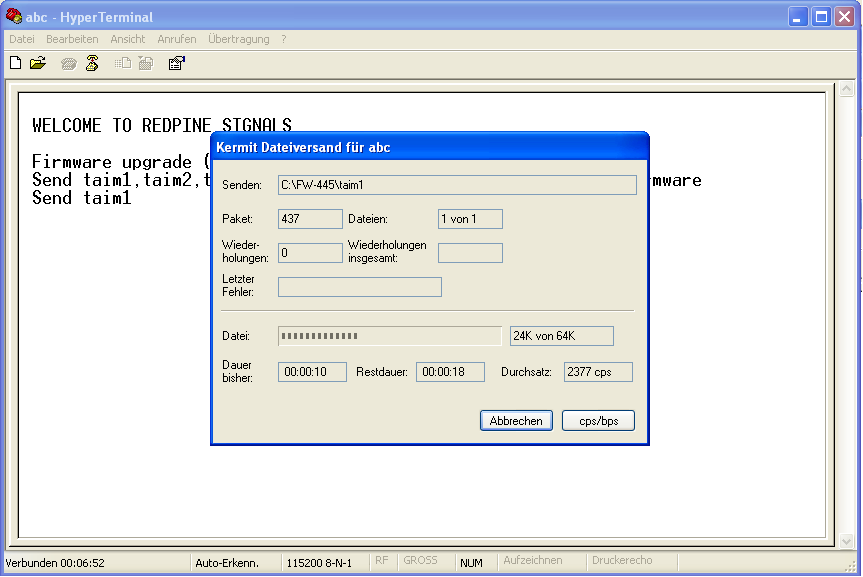 abc - HyperTerminal
Datei Bearbeiten Ansicht Anrufen Übertragung ?
WELCOME TO REDPINE SIGNALS
Firmware upgrade (
Send taim1,taim2,t rmware
Send taim1
Kermit Dateiversand für abc
Senden: C:\FW-445\taim1
Paket: 437 Dateien: 1 von 1
Wieder-
holungen: 0 Wiederholungen
insgesamt:
Letzter
Fehler:
Datei: 24K von 64K
Dauer
bisher: 00:00:10 Restdauer: 00:00:18 Durchsatz: 2377 cps
Abbrechen cps/bps
Verbunden 00:06:52 Auto-Erkenn. 115200 8-N-1 RF GROSS NUM Aufzeichnen Druckerecho